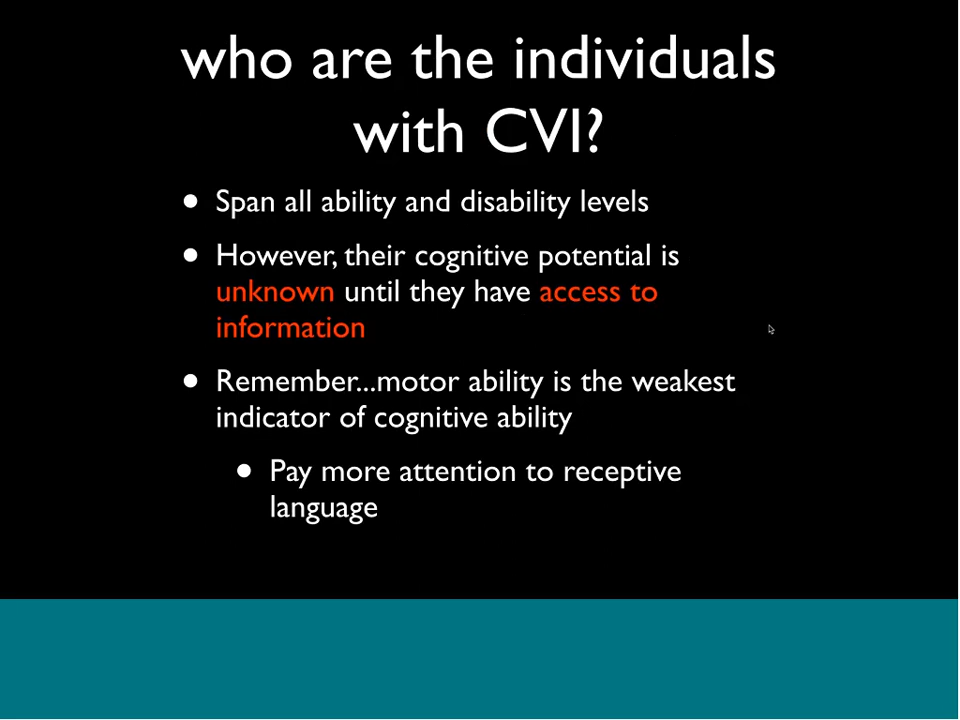 who are the individuals
with CVI?
• Span all ability and disability levels
• However, their cognitive potential is
unknown until they have access to
information
• Remember...motor ability is the weakest
indicator of cognitive ability
• Pay more attention to receptive
language